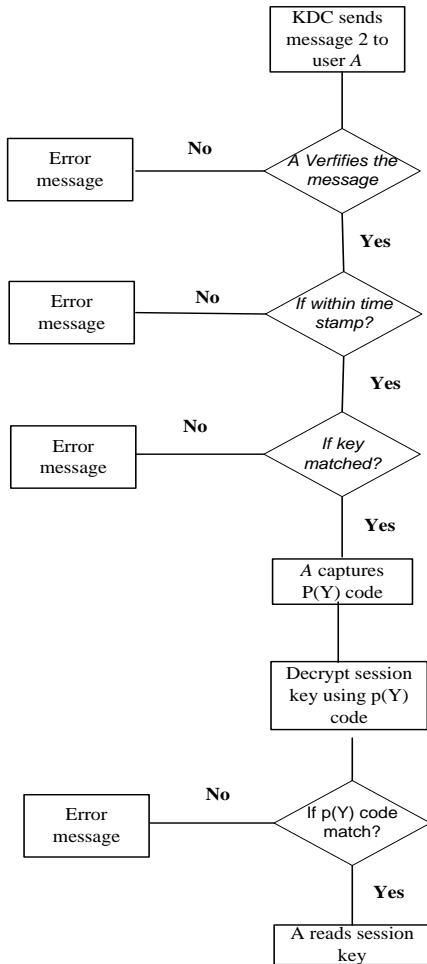 KDC sends
message 2 to
user A
No
Error
message
A Verfifies the
message
Yes
No
Error
message
If within time
stamp?
Yes
No
Error
message
If key
matched?
Yes
A captures
P(Y) code
Decrypt session
key using p(Y)
code
No
Error
message
If p(Y) code
match?
Yes
A reads session
key